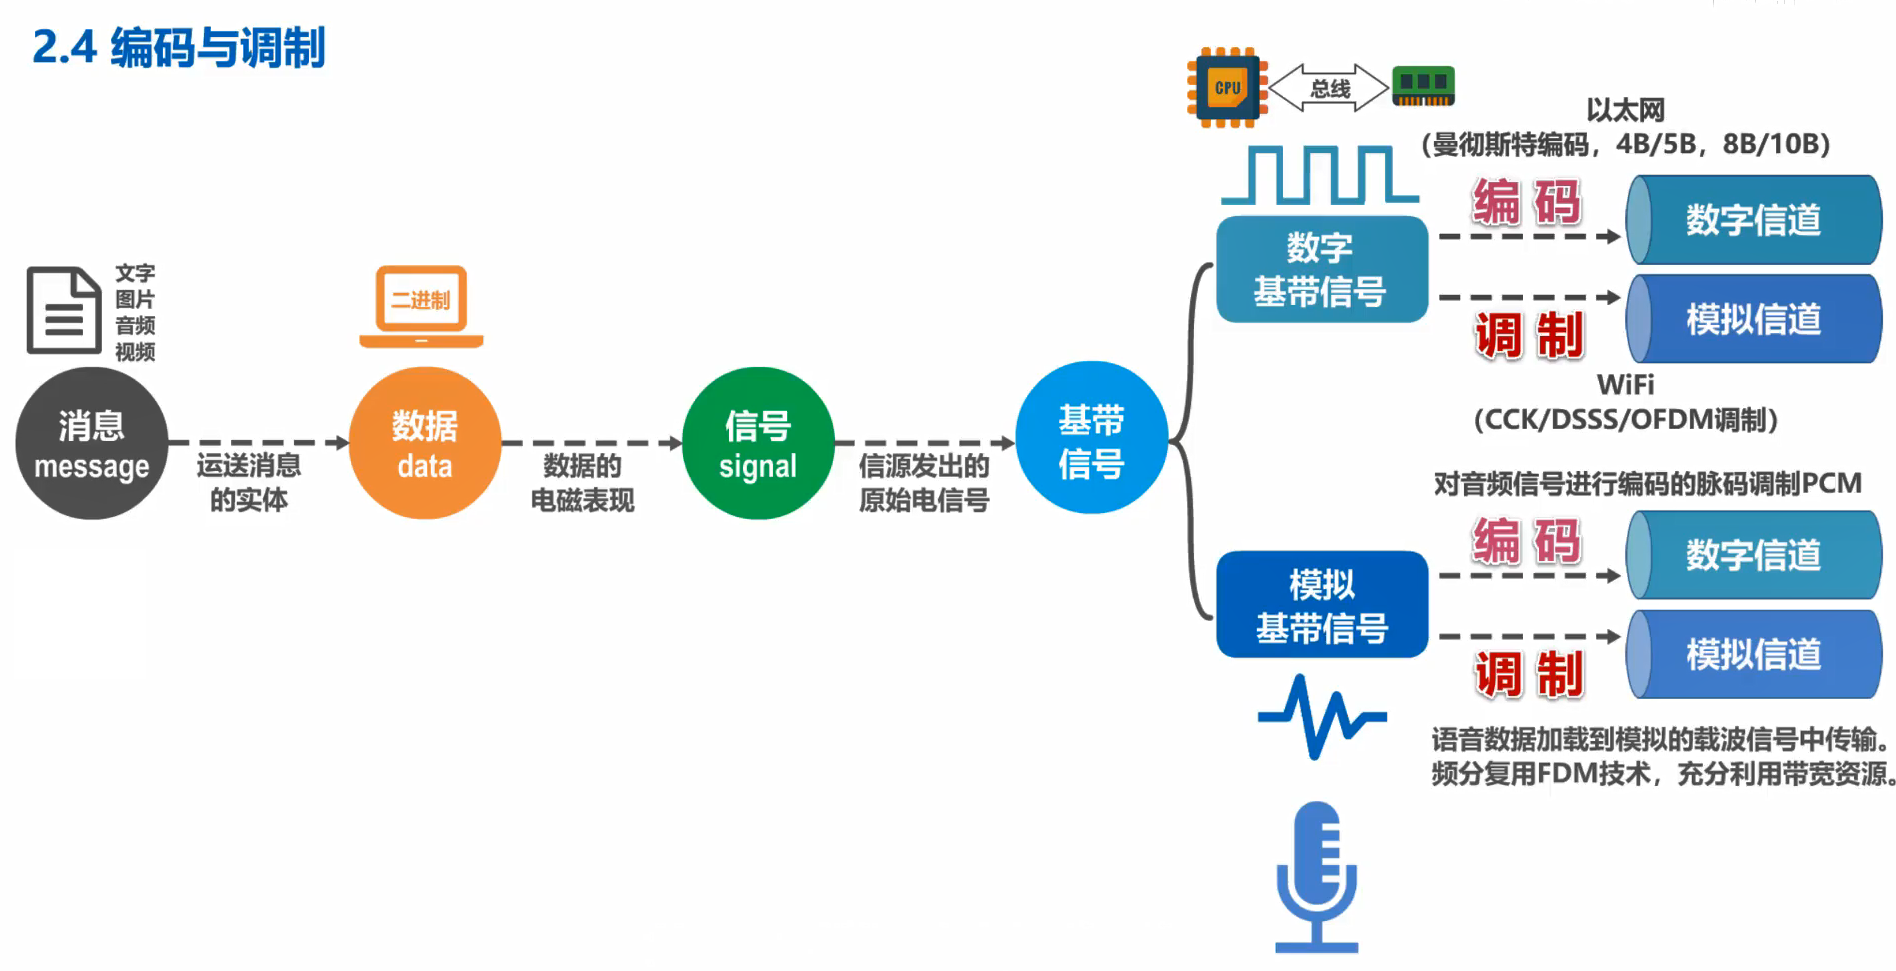 2.4 编码与调制
CPU
总线
以太网
（曼彻斯特编码，4B/5B，8B/10B）
编 码
数字信道
数字
基带信号
调 制
模拟信道
WiFi
（CCK/DSSS/OFDM调制）
文字
图片
音频
视频
二进制
消息
message
运送消息
的实体
数据
data
数据的
电磁表现
信号
signal
信源发出的
原始电信号
基带
信号
对音频信号进行编码的脉码调制PCM
编 码
数字信道
模拟
基带信号
调 制
模拟信道
语音数据加载到模拟的载波信号中传输。
频分复用FDM技术，充分利用带宽资源。